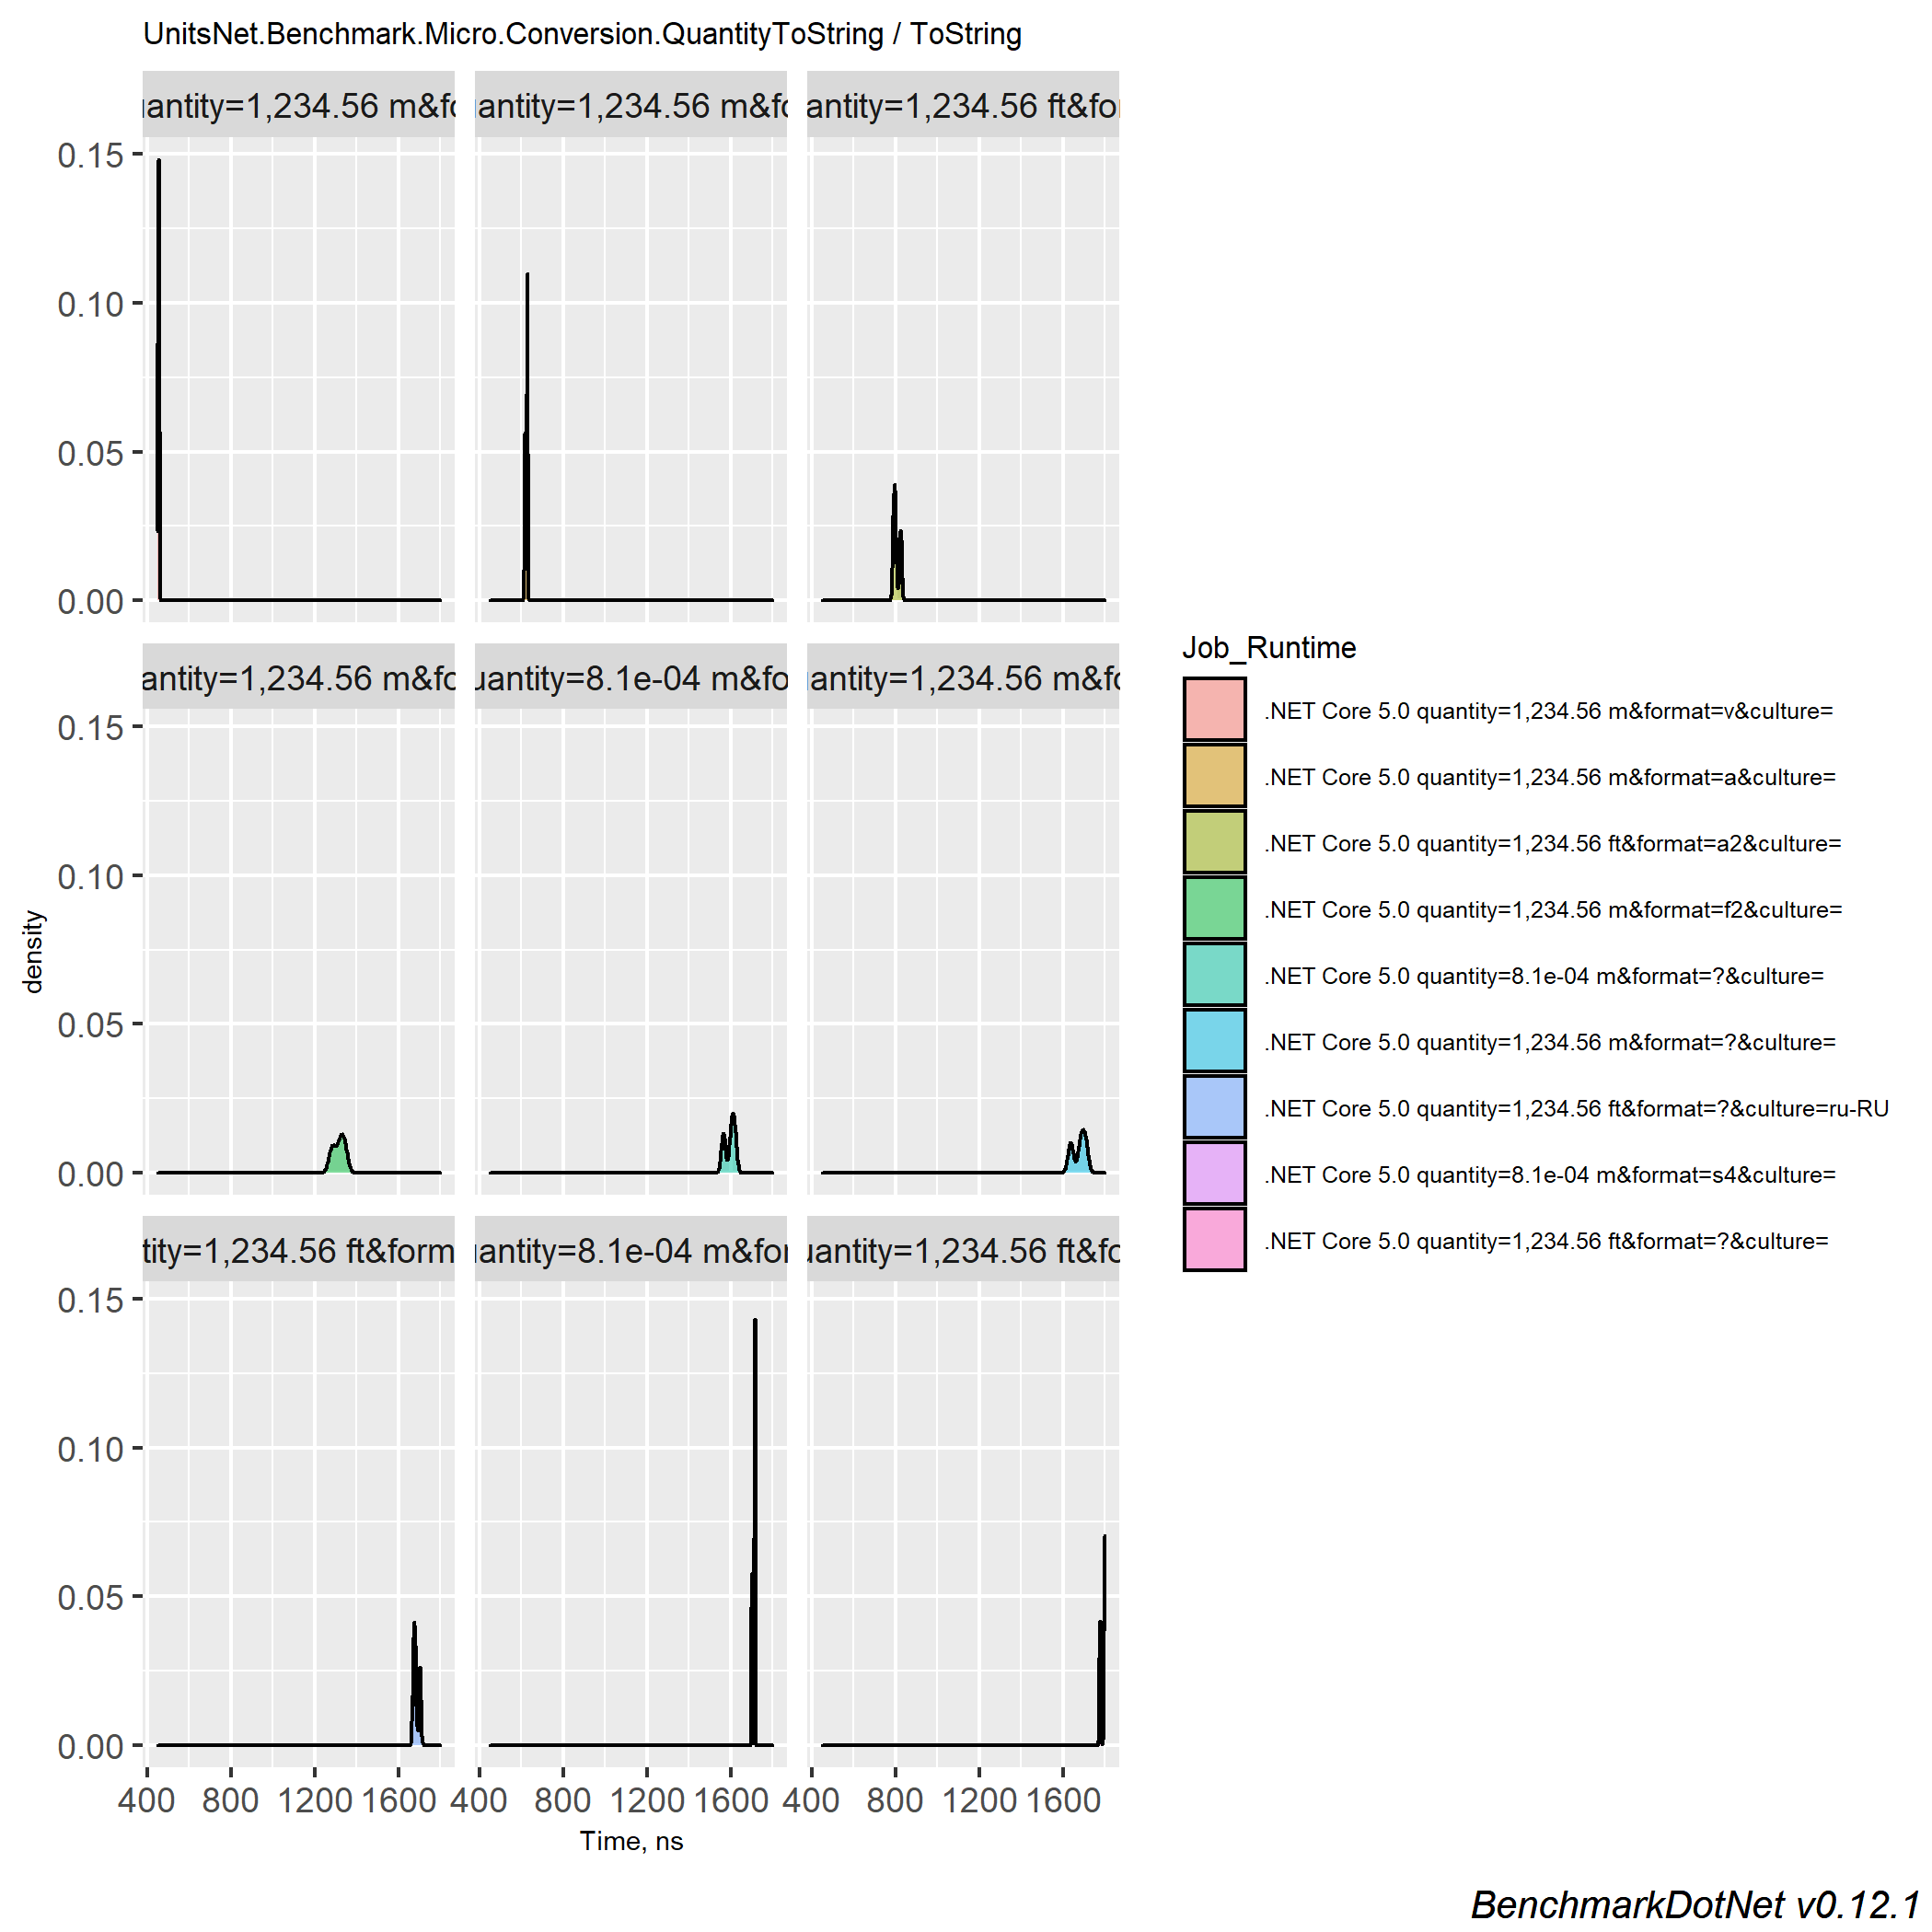 UnitsNet.Benchmark.Micro.Conversion.QuantityToString / ToString
uantity=1,234.56 m&fo
antity=1,234.56 m&fo
antity=1,234.56 ft&for
0.15
0.10
0.05
0.00
antity=1,234.56 m&fo
uantity=8.1e-04 m&fo
antity=1,234.56 m&fo
0.15
0.10
0.05
0.00
density
tity=1,234.56 ft&form
uantity=8.1e-04 m&for
uantity=1,234.56 ft&fo
0.15
0.10
0.05
0.00
400 800 1200 1600 400 800 1200 1600 400 800 1200 1600
Time, ns
Job_Runtime
.NET Core 5.0 quantity=1,234.56 m&format=v&culture=
.NET Core 5.0 quantity=1,234.56 m&format=a&culture=
.NET Core 5.0 quantity=1,234.56 ft&format=a2&culture=
.NET Core 5.0 quantity=1,234.56 m&format=f2&culture=
.NET Core 5.0 quantity=8.1e-04 m&format=?&culture=
.NET Core 5.0 quantity=1,234.56 m&format=?&culture=
.NET Core 5.0 quantity=1,234.56 ft&format=?&culture=ru-RU
.NET Core 5.0 quantity=8.1e-04 m&format=s4&culture=
.NET Core 5.0 quantity=1,234.56 ft&format=?&culture=
BenchmarkDotNet v0.12.1